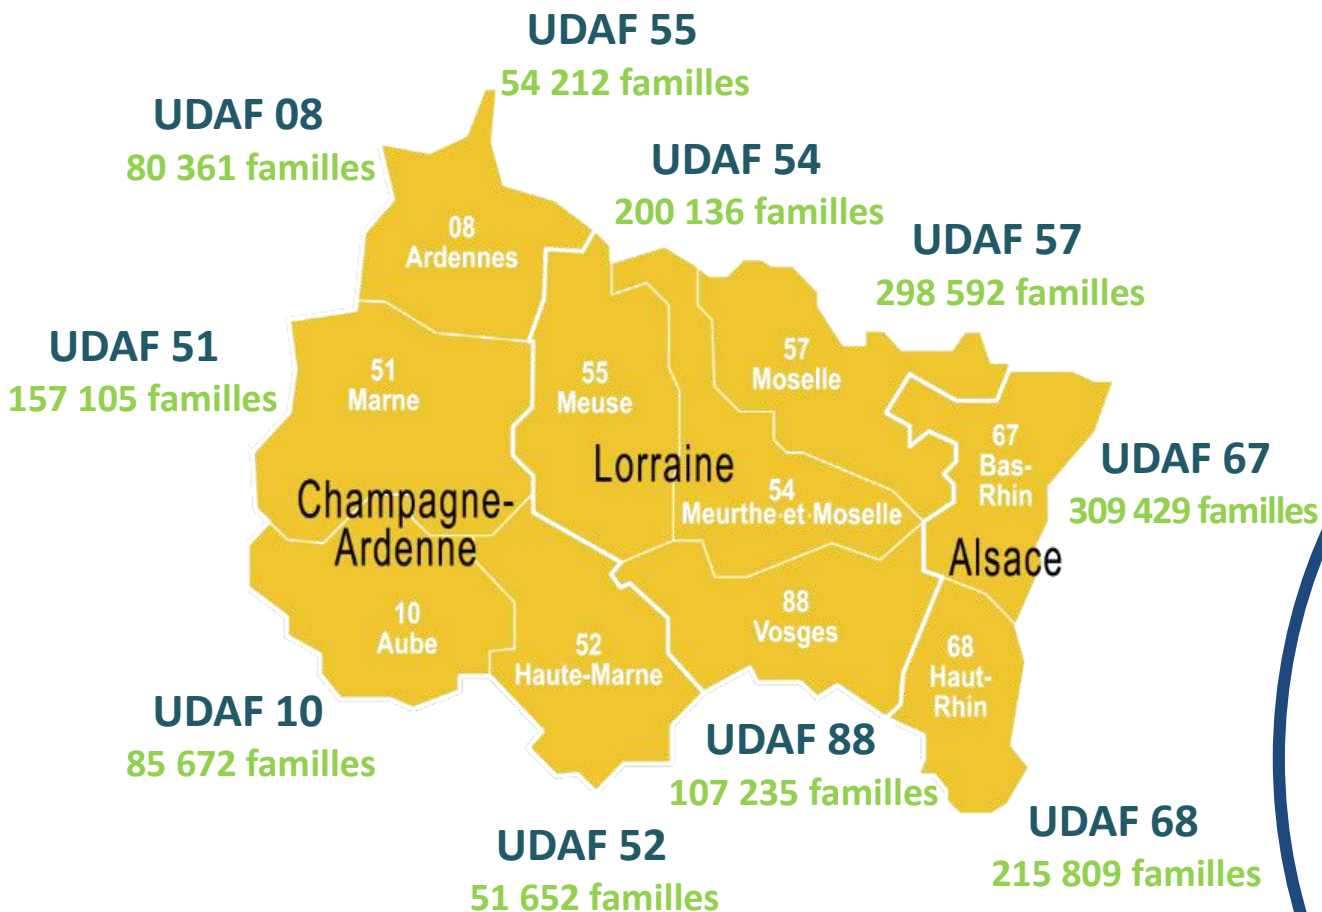 UDAF 55
54 212 familles
UDAF 08
80 361 familles
UDAF 54
200 136 familles
UDAF 57
298 592 familles
08
Ardennes
UDAF 51
157 105 familles
51
Marne
55
Meuse
57
Moselle
67
Bas-
Rhin
UDAF 67
309 429 familles
Lorraine
Champagne-
Ardenne
54
Meurthe-et-Moselle
Alsace
10
Aube
52
Haute-Marne
88
Vosges
68
Haut-
Rhin
UDAF 10
85 672 familles
UDAF 88
107 235 familles
UDAF 52
51 652 familles
UDAF 68
215 809 familles